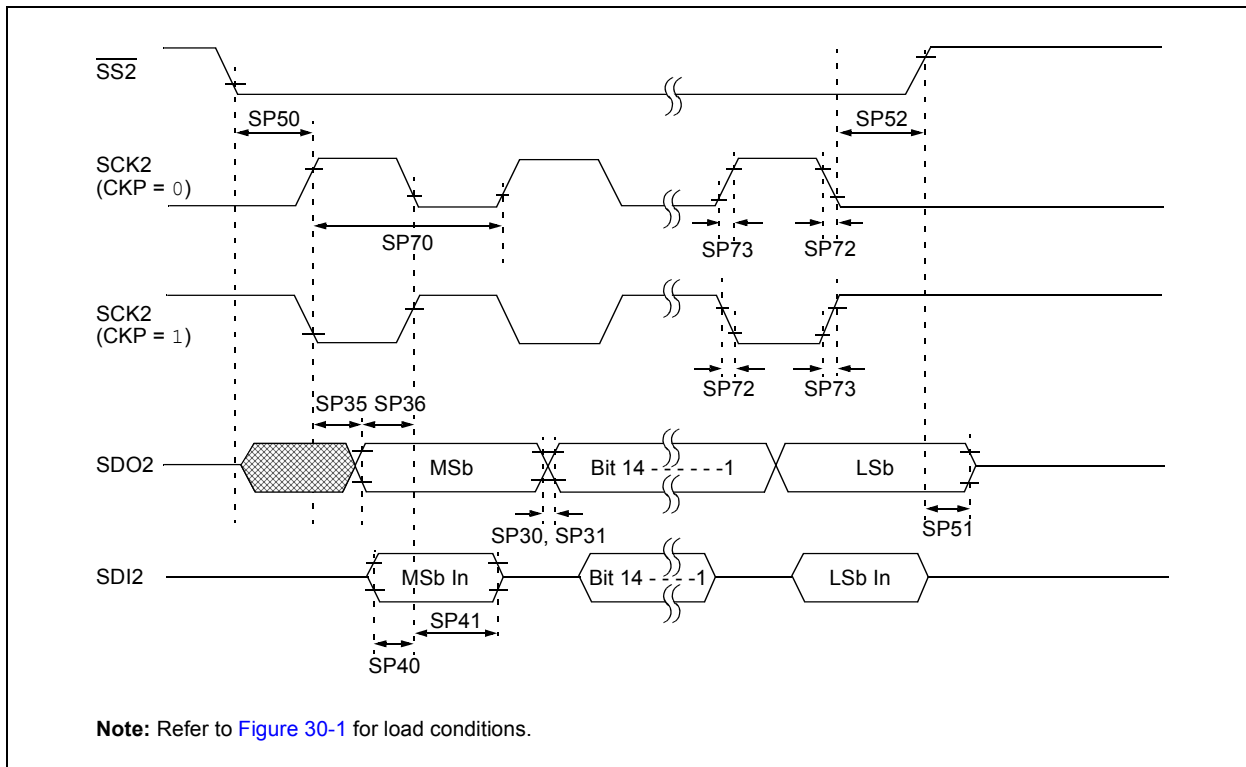 SS2
SP50
SP52
SCK2
(CKP = 0)
SP70
SP73
SP72
SCK2
(CKP = 1)
SP72
SP73
SP35
SP36
SDO2
MSb
Bit 14 - - - - - -1
LSb
SP30, SP31
SP51
SDI2
MSb In
Bit 14 - - - -1
LSb In
SP41
SP40
Note: Refer to Figure 30-1 for load conditions.